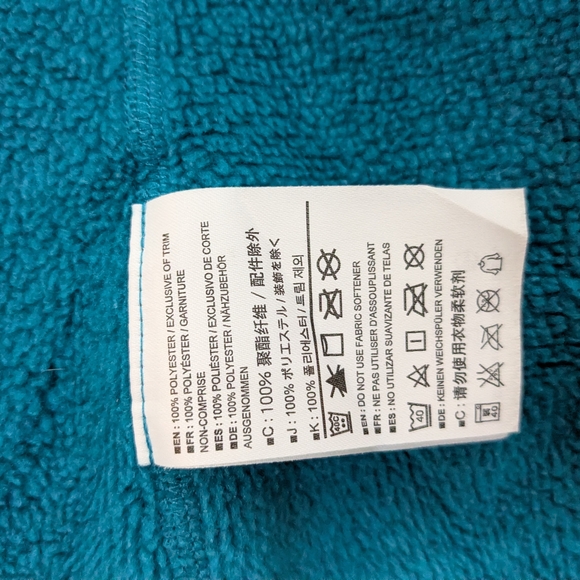 EN : 100% POLYESTER / EXCLUSIVE OF TRIM
FR : 100% POLYESTER / GARNITURE
NON-COMPRISE
ES : 100% POLIÉSTER / EXCLUSIVO DE CORTE
DE : 100% POLYESTER / NÄHZUBEHÖR
AUSGENOMMEN
C : 100% 聚酯纤维 / 配件除外
J : 100% ポリエステル / 装飾を除く
K : 100% 폴리에스터 / 트림 제외
40C
EN : DO NOT USE FABRIC SOFTENER
FR : NE PAS UTILISER D'ASSOUPLISSANT
ES : NO UTILIZAR SUAVIZANTE DE TELAS
40
DE : KEINEN WEICHSPÜLER VERWENDEN
C : 请勿使用衣物柔软剂
40